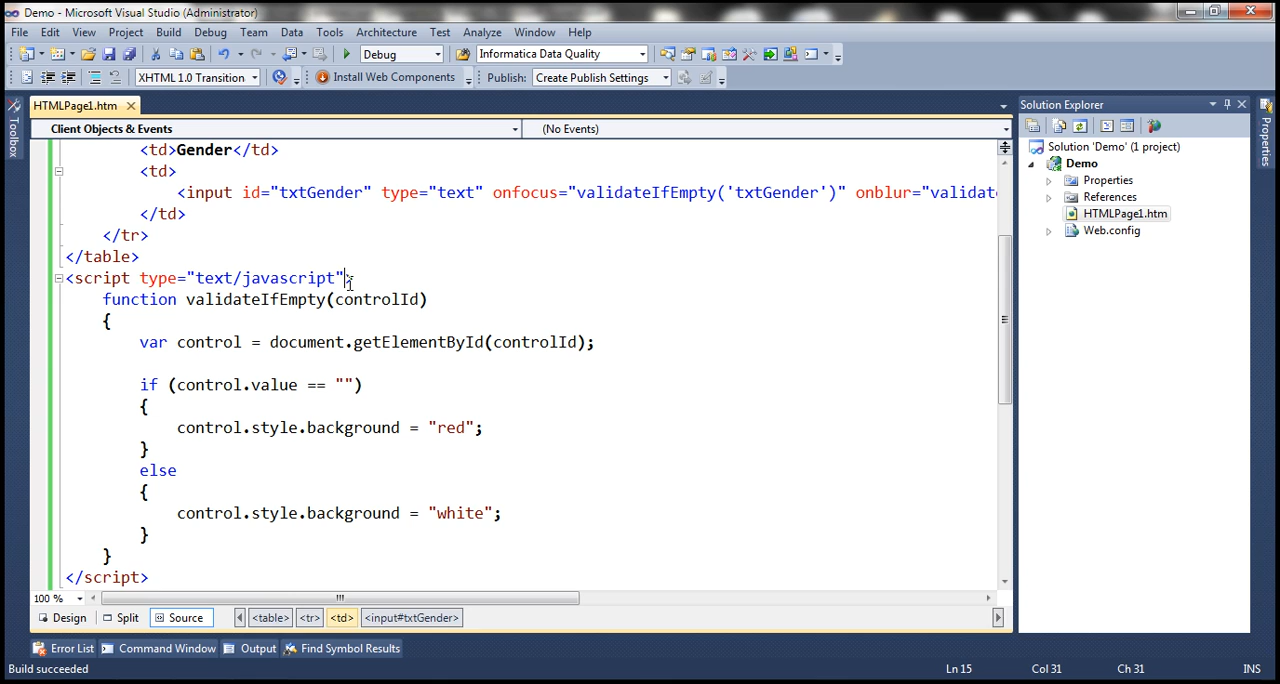 Demo - Microsoft Visual Studio (Administrator)
File Edit View Project Build Debug Team Data Tools Architecture Test Analyze Window Help
Debug Informatica Data Quality
XHTML 1.0 Transition Install Web Components Publish: Create Publish Settings
HTMLPage1.htm
Client Objects & Events (No Events)
<td>Gender</td>
<td>
<input id="txtGender" type="text" onfocus="validateIfEmpty('txtGender')" onblur="validate
</td>
</tr>
</table>
<script type="text/javascript">
function validateIfEmpty(controlId)
{
var control = document.getElementById(controlId);
if (control.value == "")
{
control.style.background = "red";
}
else
{
control.style.background = "white";
}
}
</script>
100 %
Design Split Source <table> <tr> <td> <input#txtGender>
Error List Command Window Output Find Symbol Results
Build succeeded Ln 15 Col 31 Ch 31 INS
Toolbox
Solution Explorer
Solution 'Demo' (1 project)
Demo
Properties
References
HTMLPage1.htm
Web.config
Properties